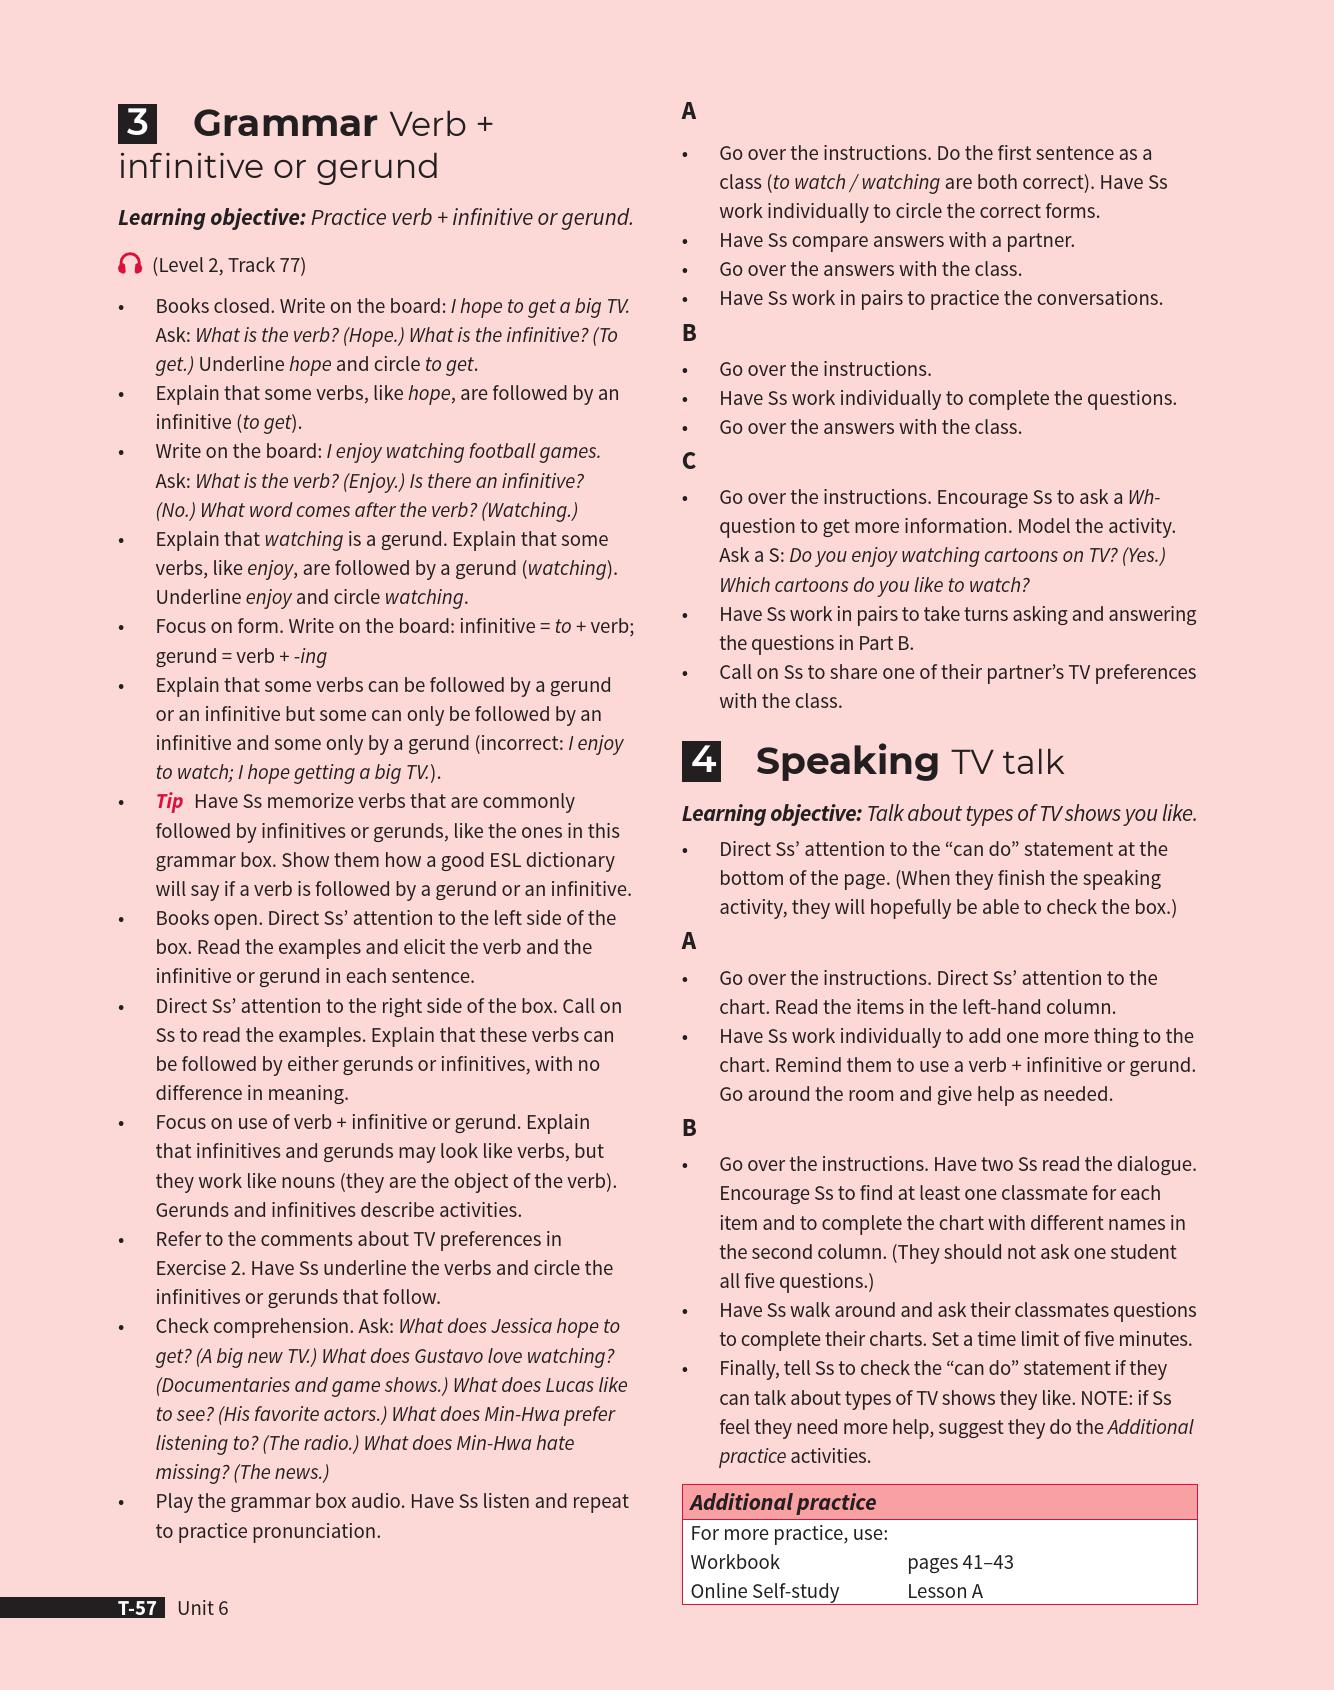 3 Grammar Verb +
infinitive or gerund
Learning objective: Practice verb + infinitive or gerund.
(Level 2, Track 77)
• Books closed. Write on the board: I hope to get a big TV.
Ask: What is the verb? (Hope.) What is the infinitive? (To
get.) Underline hope and circle to get.
• Explain that some verbs, like hope, are followed by an
infinitive (to get).
• Write on the board: I enjoy watching football games.
Ask: What is the verb? (Enjoy.) Is there an infinitive?
(No.) What word comes after the verb? (Watching.)
• Explain that watching is a gerund. Explain that some
verbs, like enjoy, are followed by a gerund (watching).
Underline enjoy and circle watching.
• Focus on form. Write on the board: infinitive = to + verb;
gerund = verb + -ing
• Explain that some verbs can be followed by a gerund
or an infinitive but some can only be followed by an
infinitive and some only by a gerund (incorrect: I enjoy
to watch; I hope getting a big TV.).
• Tip Have Ss memorize verbs that are commonly
followed by infinitives or gerunds, like the ones in this
grammar box. Show them how a good ESL dictionary
will say if a verb is followed by a gerund or an infinitive.
• Books open. Direct Ss’ attention to the left side of the
box. Read the examples and elicit the verb and the
infinitive or gerund in each sentence.
• Direct Ss’ attention to the right side of the box. Call on
Ss to read the examples. Explain that these verbs can
be followed by either gerunds or infinitives, with no
difference in meaning.
• Focus on use of verb + infinitive or gerund. Explain
that infinitives and gerunds may look like verbs, but
they work like nouns (they are the object of the verb).
Gerunds and infinitives describe activities.
• Refer to the comments about TV preferences in
Exercise 2. Have Ss underline the verbs and circle the
infinitives or gerunds that follow.
• Check comprehension. Ask: What does Jessica hope to
get? (A big new TV.) What does Gustavo love watching?
(Documentaries and game shows.) What does Lucas like
to see? (His favorite actors.) What does Min-Hwa prefer
listening to? (The radio.) What does Min-Hwa hate
missing? (The news.)
• Play the grammar box audio. Have Ss listen and repeat
to practice pronunciation.
A
• Go over the instructions. Do the first sentence as a
class (to watch / watching are both correct). Have Ss
work individually to circle the correct forms.
• Have Ss compare answers with a partner.
• Go over the answers with the class.
• Have Ss work in pairs to practice the conversations.
B
• Go over the instructions.
• Have Ss work individually to complete the questions.
• Go over the answers with the class.
C
• Go over the instructions. Encourage Ss to ask a Wh-
question to get more information. Model the activity.
Ask a S: Do you enjoy watching cartoons on TV? (Yes.)
Which cartoons do you like to watch?
• Have Ss work in pairs to take turns asking and answering
the questions in Part B.
• Call on Ss to share one of their partner’s TV preferences
with the class.
4 Speaking TV talk
Learning objective: Talk about types of TV shows you like.
• Direct Ss’ attention to the “can do” statement at the
bottom of the page. (When they finish the speaking
activity, they will hopefully be able to check the box.)
A
• Go over the instructions. Direct Ss’ attention to the
chart. Read the items in the left-hand column.
• Have Ss work individually to add one more thing to the
chart. Remind them to use a verb + infinitive or gerund.
Go around the room and give help as needed.
B
• Go over the instructions. Have two Ss read the dialogue.
Encourage Ss to find at least one classmate for each
item and to complete the chart with different names in
the second column. (They should not ask one student
all five questions.)
• Have Ss walk around and ask their classmates questions
to complete their charts. Set a time limit of five minutes.
• Finally, tell Ss to check the “can do” statement if they
can talk about types of TV shows they like. NOTE: if Ss
feel they need more help, suggest they do the Additional
practice activities.
Additional practice
For more practice, use:
Workbook pages 41–43
Online Self-study Lesson A
T-57 Unit 6